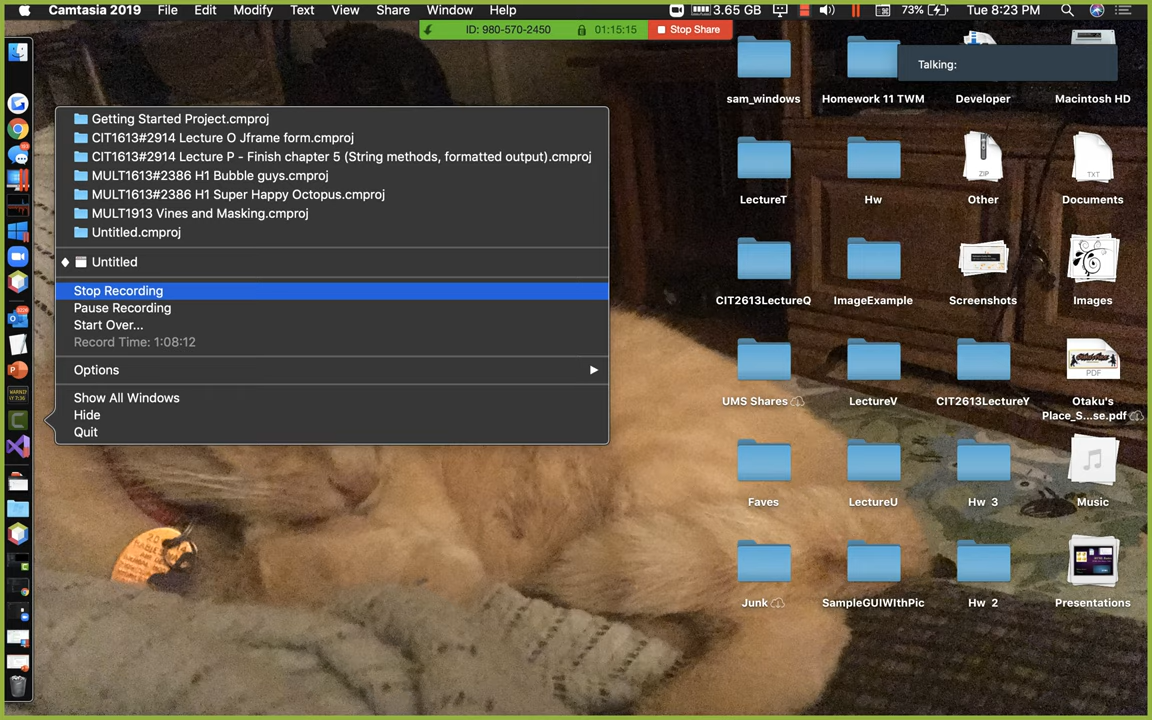 Camtasia 2019 File Edit Modify Text View Share Window Help 3.65 GB 73% Tue 8:23 PM
ID: 980-570-2450 01:15:15 Stop Share
Talking:
sam_windows Homework 11 TWM Developer Macintosh HD
Getting Started Project.cmproj
CIT1613#2914 Lecture O Jframe form.cmproj
CIT1613#2914 Lecture P - Finish chapter 5 (String methods, formatted output).cmproj
MULT1613#2386 H1 Bubble guys.cmproj
MULT1613#2386 H1 Super Happy Octopus.cmproj
MULT1913 Vines and Masking.cmproj
Untitled.cmproj
Untitled
Stop Recording
Pause Recording
Start Over...
Record Time: 1:08:12
Options
Show All Windows
Hide
Quit
ZIP TXT
LectureT Hw Other Documents
CIT2613LectureQ ImageExample Screenshots Images
PDF
UMS Shares LectureV CIT2613LectureY Otaku's
Place_S...se.pdf
Faves LectureU Hw 3 Music
Junk SampleGUIWIthPic Hw 2 Presentations